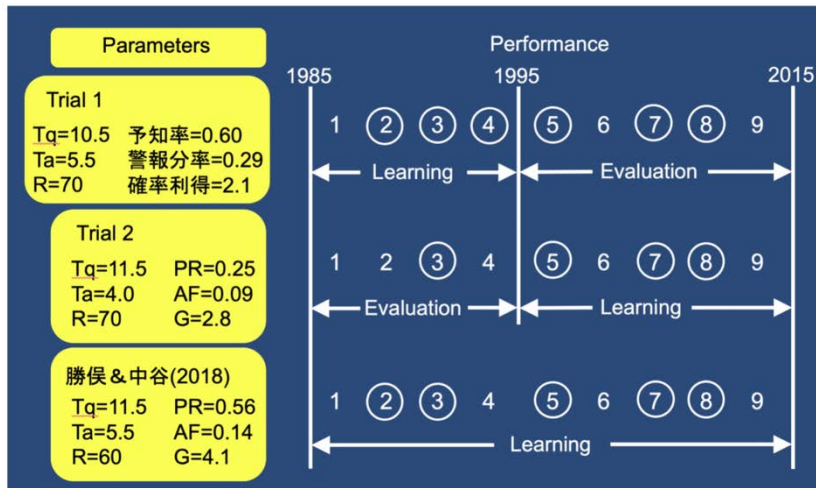 Parameters
Performance
1985 1995 2015
Trial 1
Tq=10.5 予知率=0.60
Ta=5.5 警報分率=0.29
R=70 確率利得=2.1
1 2 3 4 5 6 7 8 9
Learning Evaluation
Trial 2
Tq=11.5 PR=0.25
Ta=4.0 AF=0.09
R=70 G=2.8
1 2 3 4 5 6 7 8 9
Evaluation Learning
勝俣&中谷(2018)
Tq=11.5 PR=0.56
Ta=5.5 AF=0.14
R=60 G=4.1
1 2 3 4 5 6 7 8 9
Learning